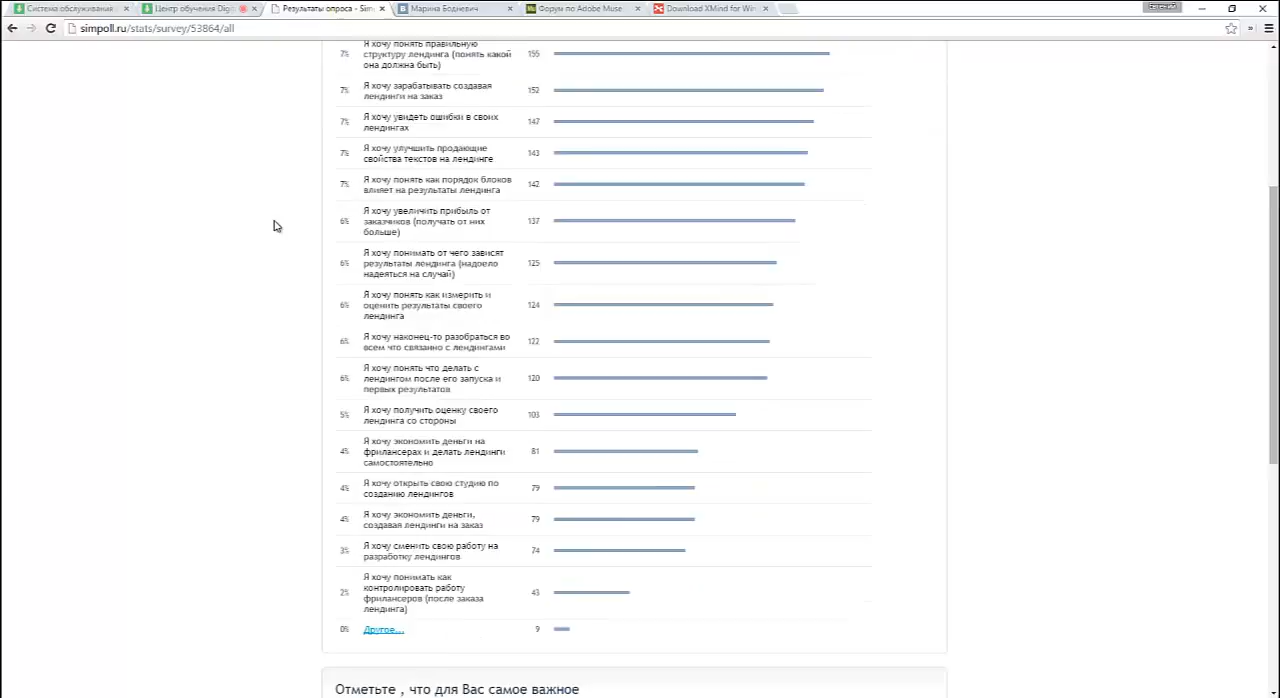 Система обслуживания
Центр обучения Digit
Результаты опроса - Sim
Марина Бодневич
Форум по Adobe Muse
Download XMind for Win
simpoll.ru/stats/survey/53864/all
7% Я хочу понять правильную 155
структуру лендинга (понять какой
она должна быть)
7% Я хочу зарабатывать создавая 152
лендинги на заказ
7% Я хочу увидеть ошибки в своих 147
лендингах
7% Я хочу улучшить продающие 143
свойства текстов на лендинге
7% Я хочу понять как порядок блоков 142
влияет на результаты лендинга
6% Я хочу увеличить прибыль от 137
заказчиков (получать от них
больше)
6% Я хочу понимать от чего зависят 125
результаты лендинга (надоело
надеяться на случай)
6% Я хочу понять как измерить и 124
оценить результаты своего
лендинга
6% Я хочу наконец-то разобраться во 122
всем что связанно с лендингами
6% Я хочу понять что делать с 120
лендингом после его запуска и
первых результатов
5% Я хочу получить оценку своего 103
лендинга со стороны
4% Я хочу экономить деньги на 81
фрилансерах и делать лендинги
самостоятельно
4% Я хочу открыть свою студию по 79
созданию лендингов
4% Я хочу экономить деньги, 79
создавая лендинги на заказ
3% Я хочу сменить свою работу на 74
разработку лендингов
2% Я хочу понимать как 43
контролировать работу
фрилансеров (после заказа
лендинга)
0% Другое... 9
Отметьте , что для Вас самое важное